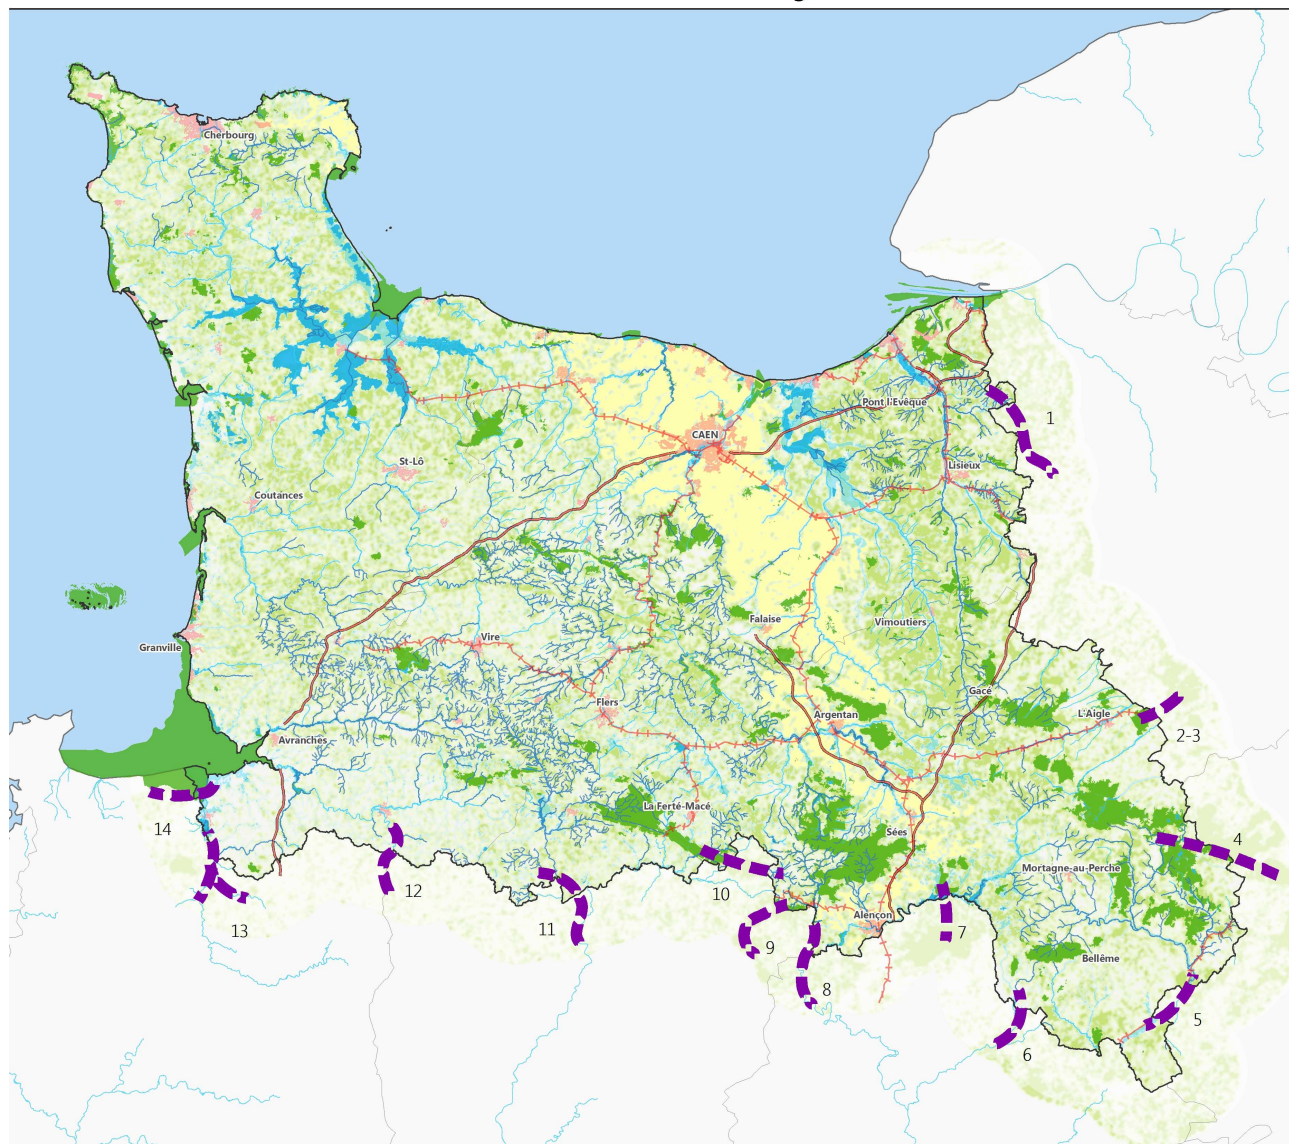 Cherbourg
Pont l'Evêque
1
CAEN
St-Lô
Lisieux
Coutances
Falaise
Vimoutiers
Vire
Granville
Gacé
Flers
L'Aigle
Argentan
2-3
Avranches
La Ferté-Macé
14
Sées
4
Mortagne-au-Perche
12
10
Alençon
13
11
7
9
Bellême
8
5
6